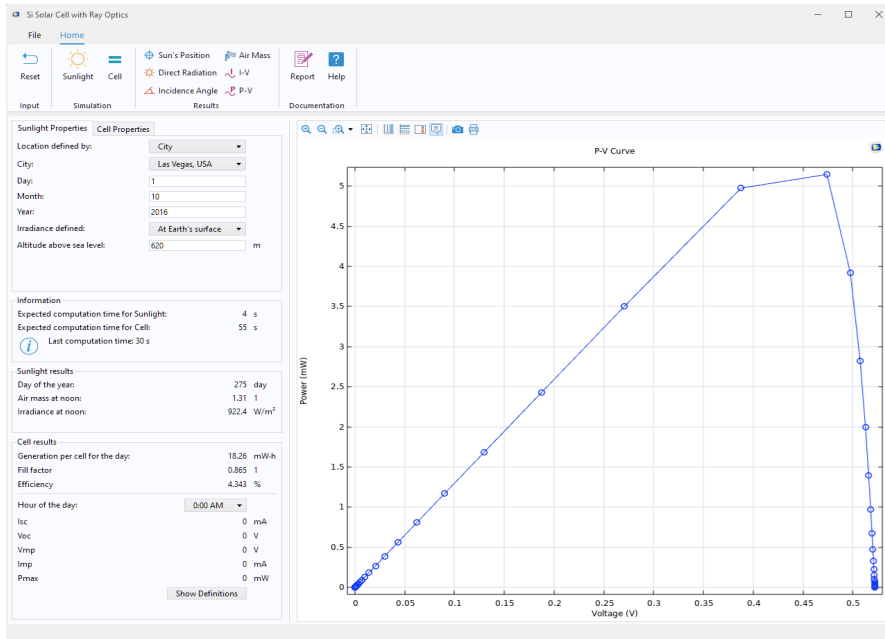 Si Solar Cell with Ray Optics
File Home
Reset Sunlight Cell Sun's Position Air Mass Report Help
Direct Radiation I-V
Incidence Angle P-V
Input Simulation Results Documentation
Sunlight Properties Cell Properties
Location defined by: City
City: Las Vegas, USA
Day: 1
Month: 10
Year: 2016
Irradiance defined: At Earth's surface
Altitude above sea level: 620 m
Information
Expected computation time for Sunlight: 4 s
Expected computation time for Cell: 55 s
Last computation time: 30 s
Sunlight results
Day of the year: 275 day
Air mass at noon: 1.31 1
Irradiance at noon: 922.4 W/m²
Cell results
Generation per cell for the day: 18.26 mW-h
Fill factor 0.865 1
Efficiency 4.343 %
Hour of the day: 0:00 AM
Isc 0 mA
Voc 0 V
Vmp 0 V
Imp 0 mA
Pmax 0 mW
Show Definitions
P-V Curve
Power (mW)
5
4.5
4
3.5
3
2.5
2
1.5
1
0.5
0
0 0.05 0.1 0.15 0.2 0.25 0.3 0.35 0.4 0.45 0.5
Voltage (V)